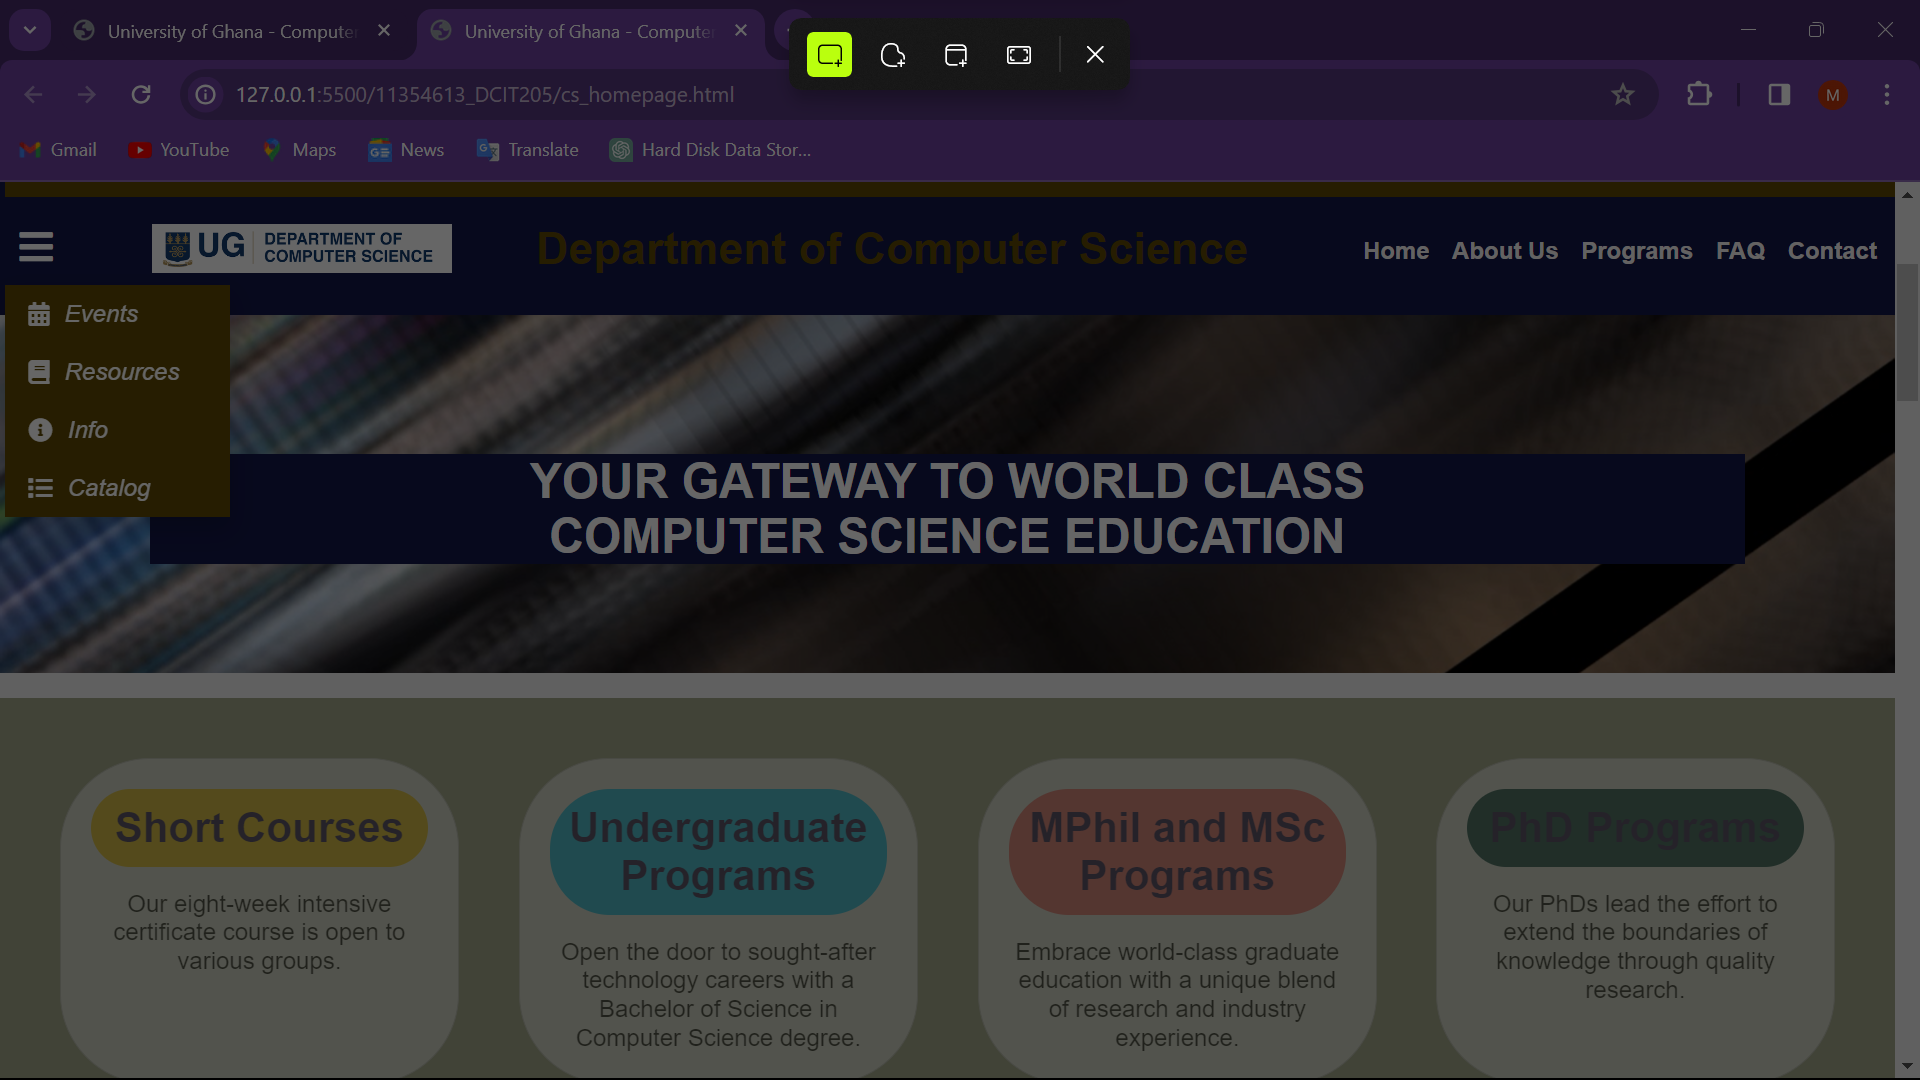 University of Ghana - Compute
University of Ghana - Compute
127.0.0.1:5500/11354613_DCIT205/cs_homepage.html
M
Gmail
YouTube
Maps
News
Translate
Hard Disk Data Stor...
UG
DEPARTMENT OF
COMPUTER SCIENCE
Department of Computer Science
Home About Us Programs FAQ Contact
Events
Resources
Info
Catalog
YOUR GATEWAY TO WORLD CLASS
COMPUTER SCIENCE EDUCATION
Short Courses
Our eight-week intensive
certificate course is open to
various groups.
Undergraduate
Programs
Open the door to sought-after
technology careers with a
Bachelor of Science in
Computer Science degree.
MPhil and MSc
Programs
Embrace world-class graduate
education with a unique blend
of research and industry
experience.
PhD Programs
Our PhDs lead the effort to
extend the boundaries of
knowledge through quality
research.